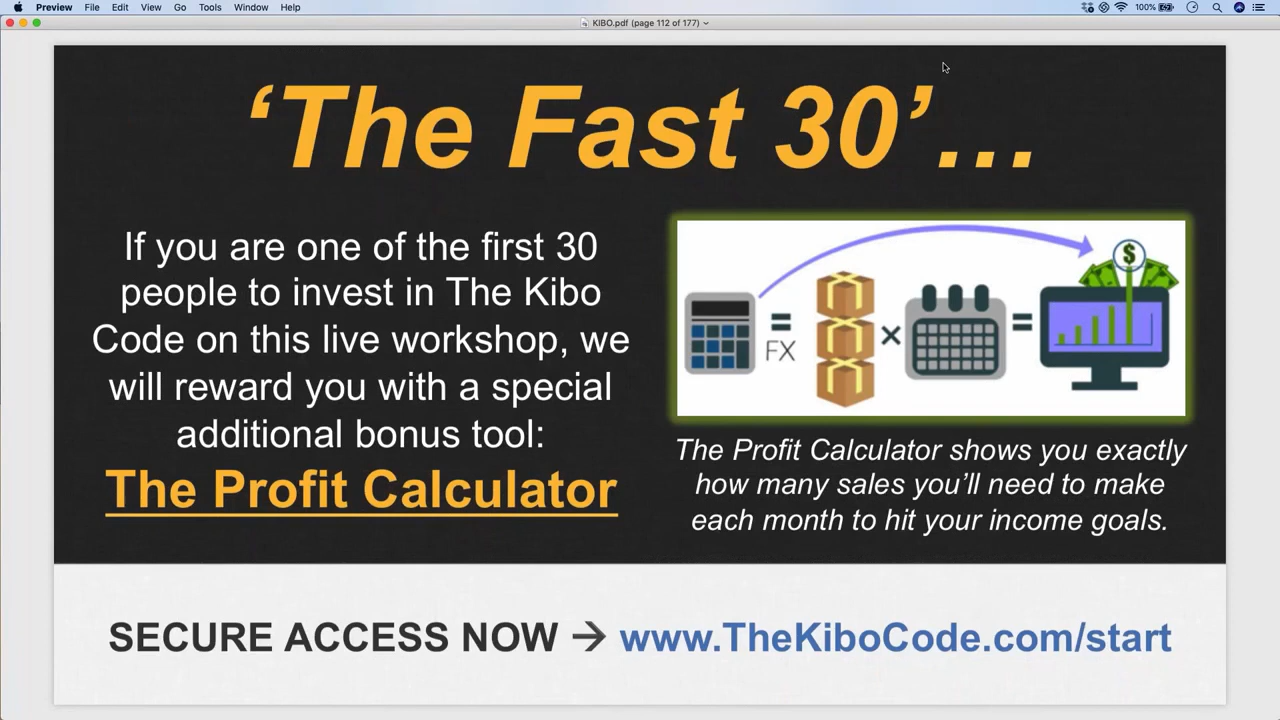 Preview File Edit View Go Tools Window Help 100%
KIBO.pdf (page 112 of 177)
‘The Fast 30’...
If you are one of the first 30
people to invest in The Kibo
Code on this live workshop, we
will reward you with a special
additional bonus tool:
The Profit Calculator
= FX × = $
The Profit Calculator shows you exactly
how many sales you’ll need to make
each month to hit your income goals.
SECURE ACCESS NOW → www.TheKiboCode.com/start